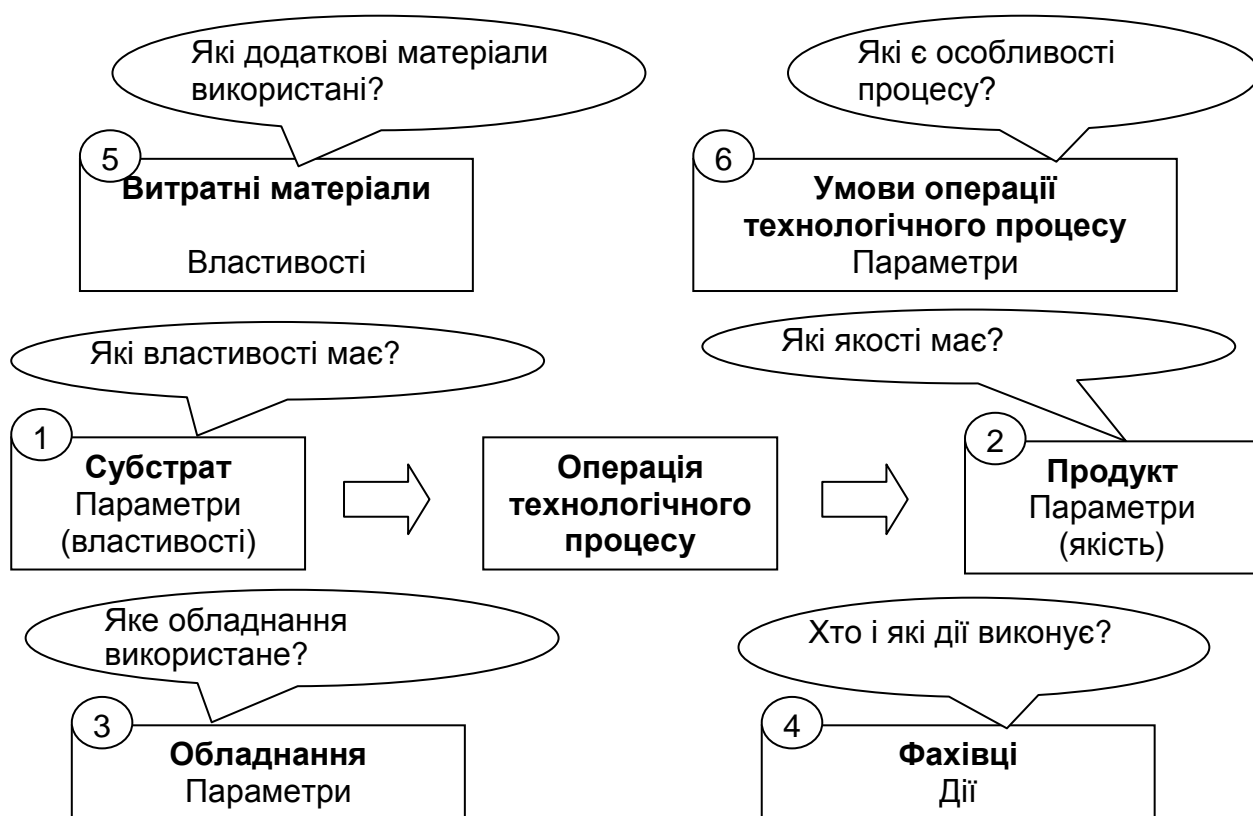 Які додаткові матеріали
використані?
Які є особливості
процесу?
5
Витратні матеріали
Властивості
6
Умови операції
технологічного процесу
Параметри
Які властивості має?
Які якості має?
1
Субстрат
Параметри
(властивості)
Операція
технологічного
процесу
2
Продукт
Параметри
(якість)
Яке обладнання
використане?
Хто і які дії виконує?
3
Обладнання
Параметри
4
Фахівці
Дії